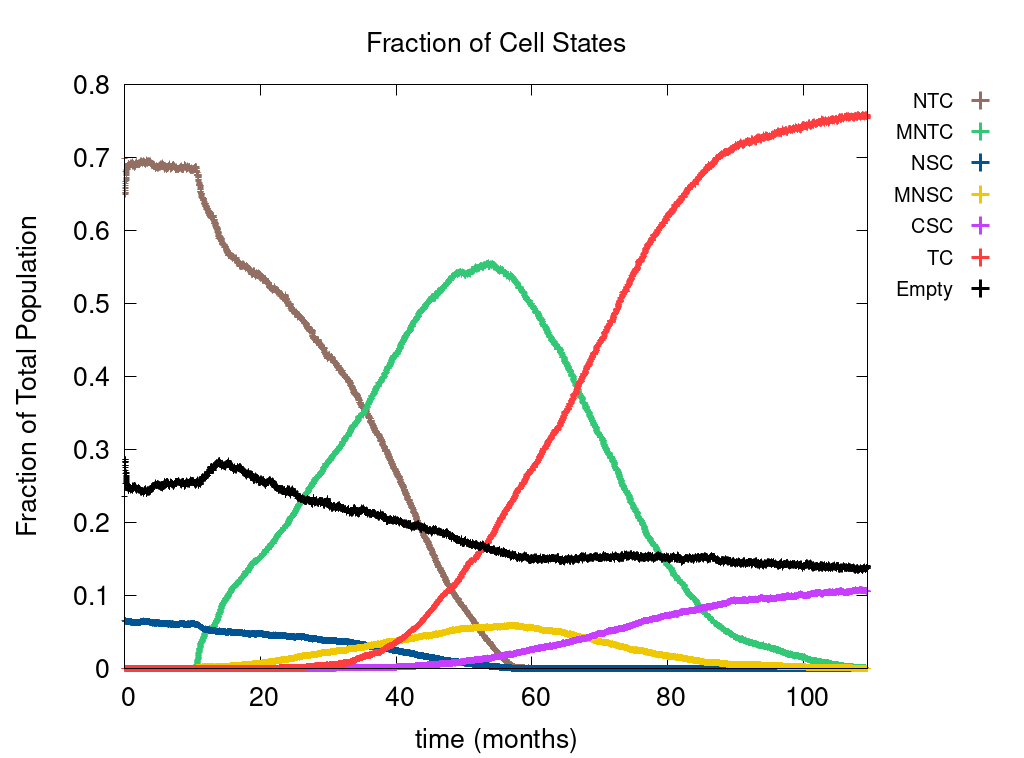 Fraction of Cell States
Fraction of Total Population
0.8
0.7
0.6
0.5
0.4
0.3
0.2
0.1
0
0 20 40 60 80 100
time (months)
NTC
MNTC
NSC
MNSC
CSC
TC
Empty